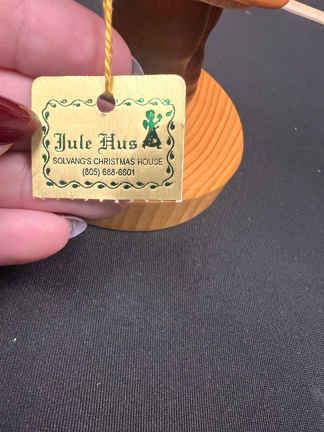 Jule Hus
SOLVANG'S CHRISTMAS HOUSE
(805) 688-6601